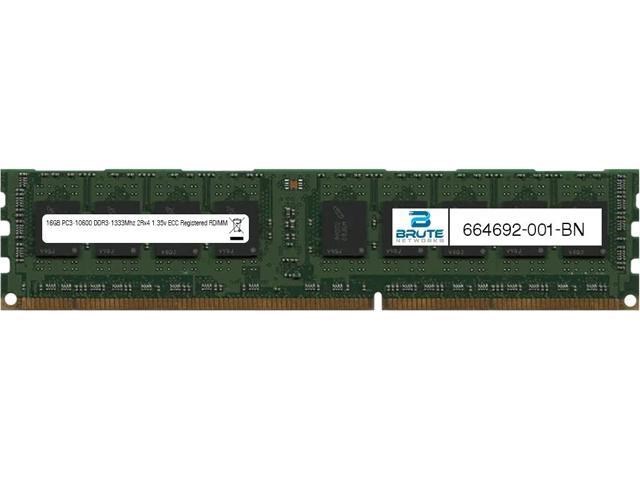 16GB PC3-10600 DDR3-1333Mhz 2Rx4 1.35v ECC Registered RDIMM
BRUTE
NETWORKS
664692-001-BN